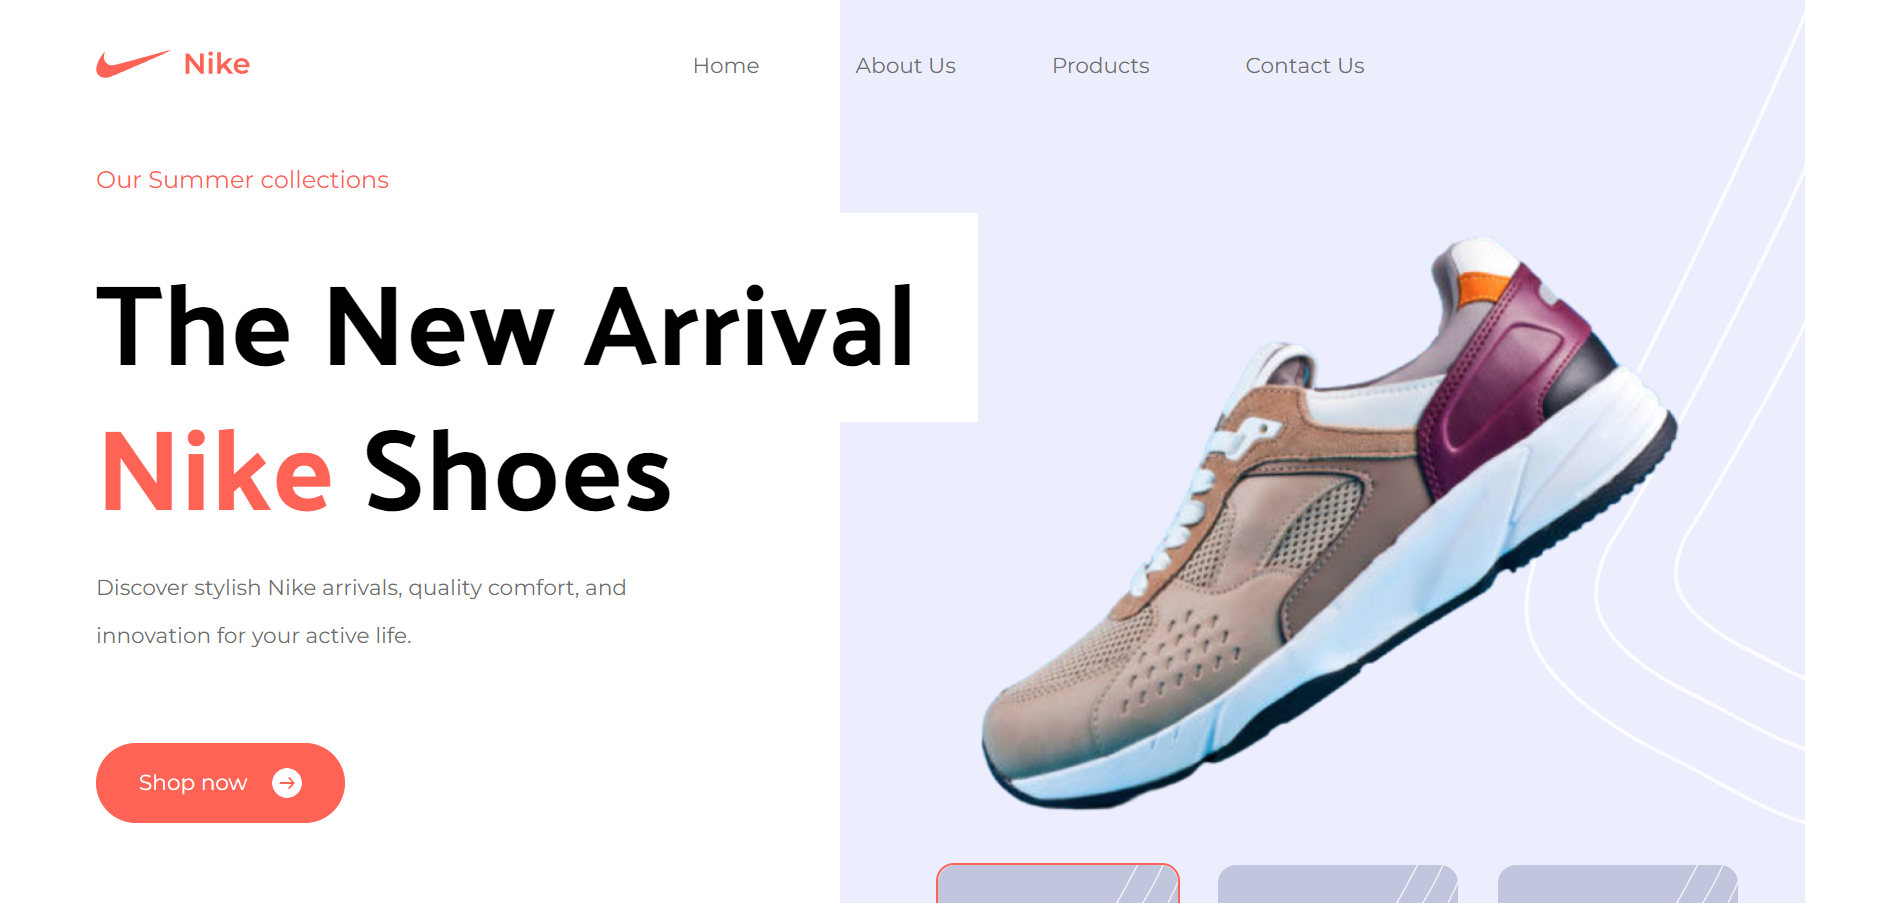 Nike
Home About Us Products Contact Us
Our Summer collections
The New Arrival
Nike Shoes
Discover stylish Nike arrivals, quality comfort, and
innovation for your active life.
Shop now